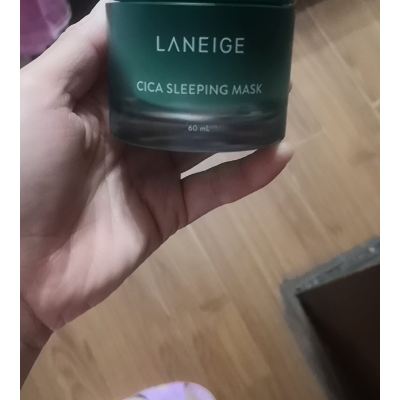 LANEIGE
CICA SLEEPING MASK
60 mL